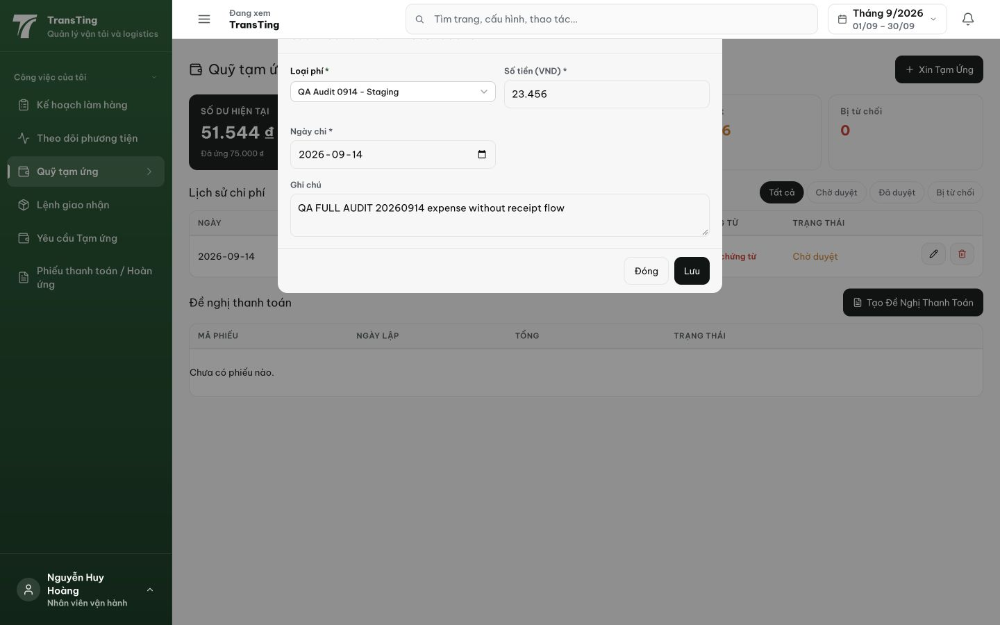 TransTing
Quản lý vận tải và logistics
Công việc của tôi
Kế hoạch làm hàng
Theo dõi phương tiện
Quỹ tạm ứng
Lệnh giao nhận
Yêu cầu Tạm ứng
Phiếu thanh toán / Hoàn
ứng
Nguyễn Huy
Hoàng
Nhân viên vận hành
Đang xem
TransTing
Tìm trang, cấu hình, thao tác...
Tháng 9/2026
01/09 – 30/09
Quỹ tạm ứ
Xin Tạm Ứng
SỐ DƯ HIỆN TẠI
51.544 ₫
Đã ứng 75.000 ₫
t
6
Bị từ chối
0
Loại phí *
QA Audit 0914 - Staging
Số tiền (VND) *
23.456
Ngày chi *
2026-09-14
Ghi chú
QA FULL AUDIT 20260914 expense without receipt flow
Đóng
Lưu
Lịch sử chi phí
Tất cả
Chờ duyệt
Đã duyệt
Bị từ chối
NGÀY
G TỪ
TRẠNG THÁI
2026-09-14
chứng từ
Chờ duyệt
Đề nghị thanh toán
Tạo Đề Nghị Thanh Toán
MÃ PHIẾU
NGÀY LẬP
TỔNG
TRẠNG THÁI
Chưa có phiếu nào.